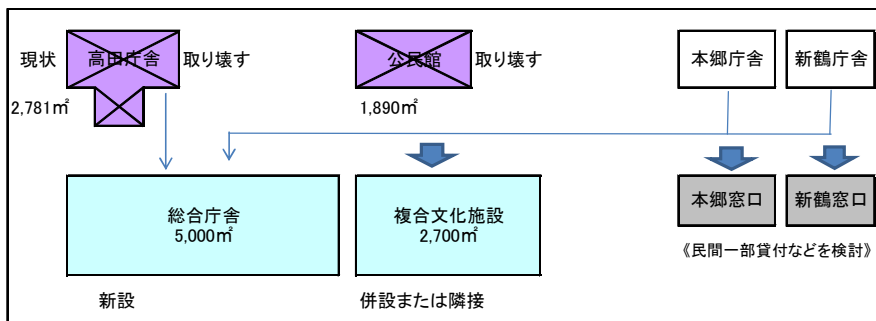 現状
高田庁舎
取り壊す
公民館
取り壊す
本郷庁舎
新鶴庁舎
2,781㎡
1,890㎡
総合庁舎
5,000㎡
複合文化施設
2,700㎡
本郷窓口
新鶴窓口
《民間一部貸付などを検討》
新設
併設または隣接